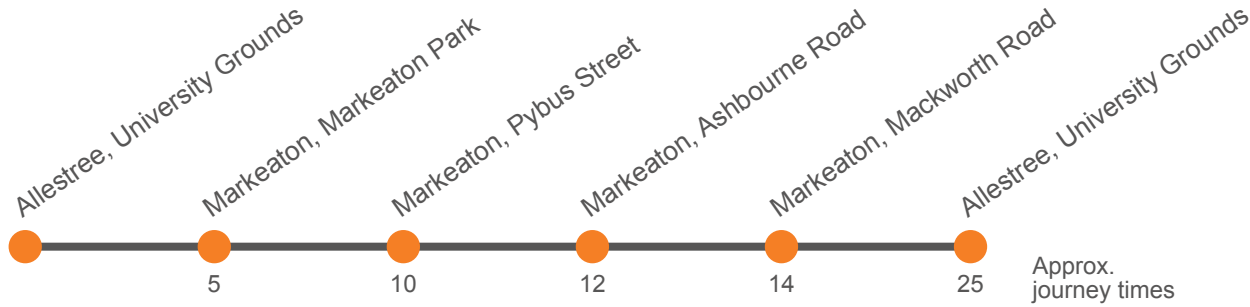 Allestree, University Grounds
Markeaton, Markeaton Park
Markeaton, Pybus Street
Markeaton, Ashbourne Road
Markeaton, Mackworth Road
Allestree, University Grounds
5
10
12
14
25
Approx.
journey times